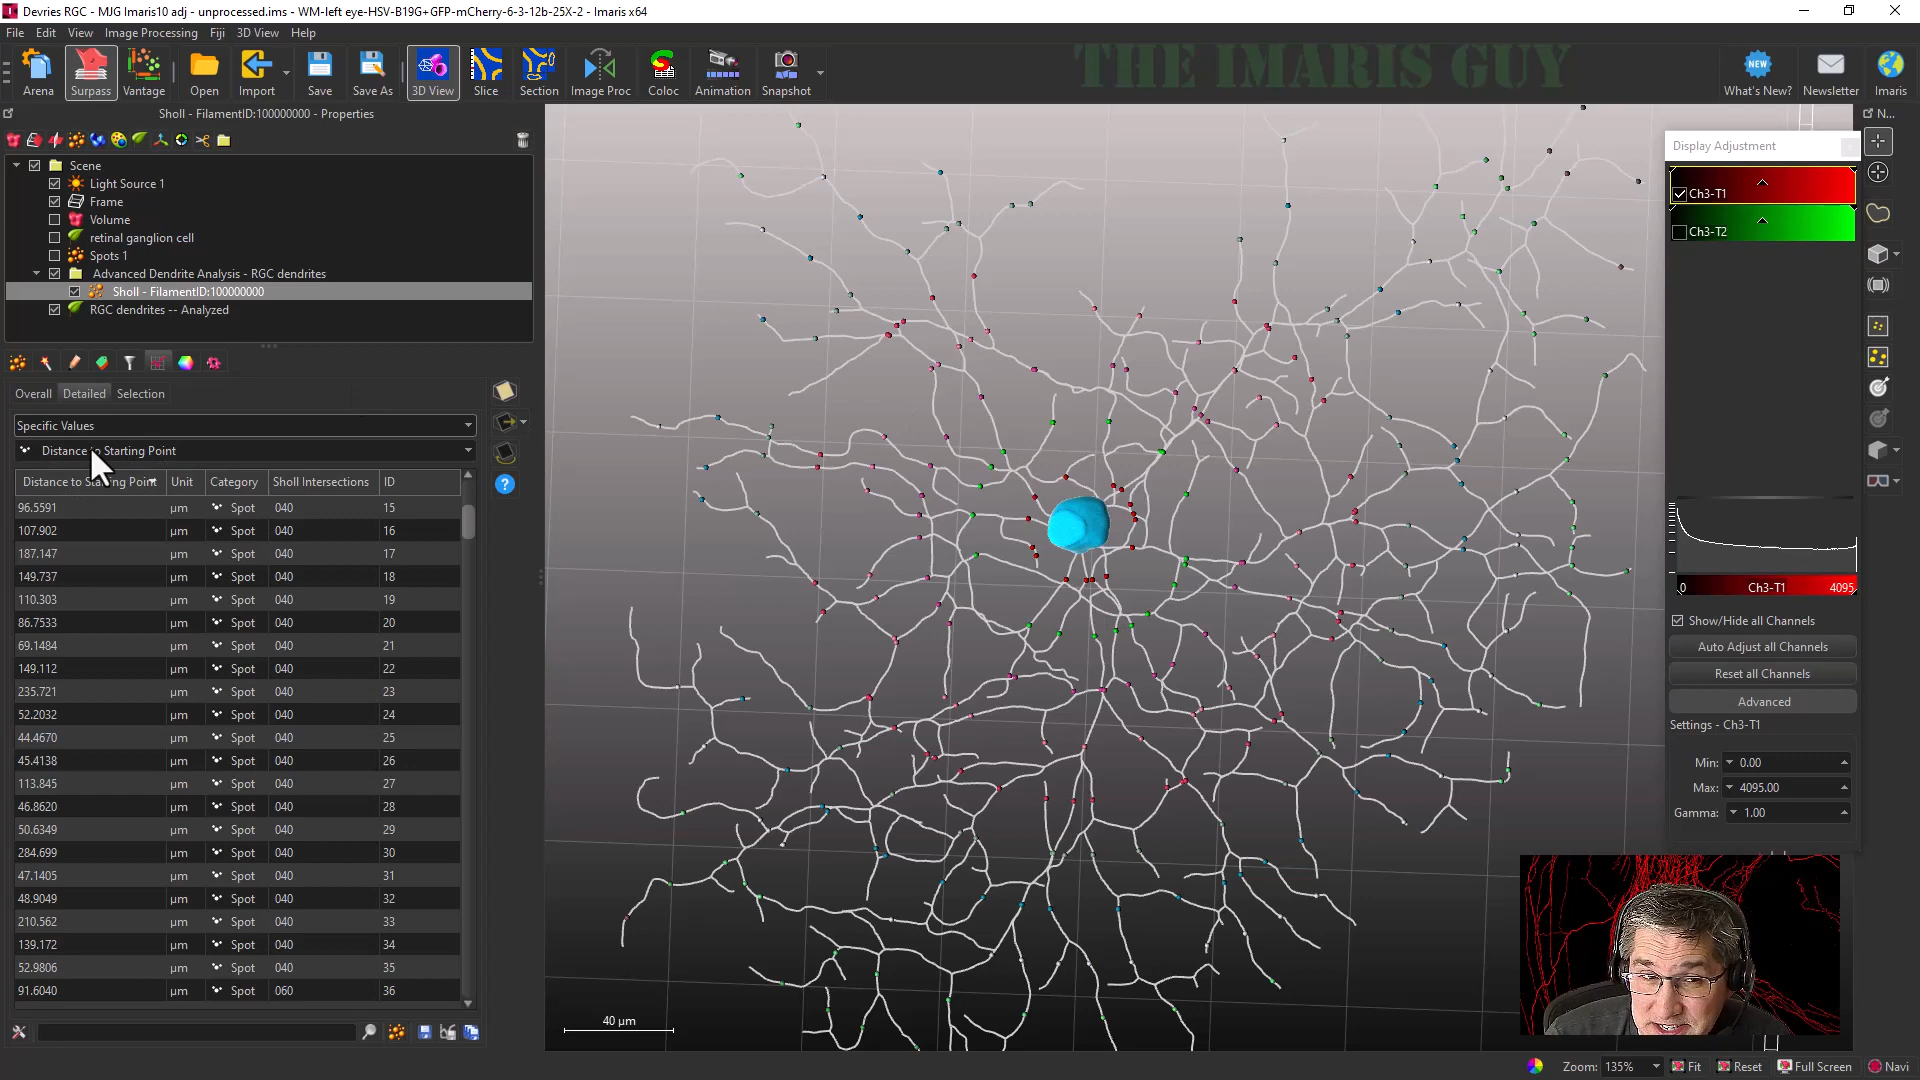 Devries RGC - MJG Imaris10 adj - unprocessed.ims - WM-left eye-HSV-B19G+GFP-mCherry-6-3-12b-25X-2 - Imaris x64
File Edit View Image Processing Fiji 3D View Help
THE IMARIS GUY
Arena Surpass Vantage Open Import Save Save As 3D View Slice Section Image Proc Coloc Animation Snapshot What's New? Newsletter Imaris
Sholl - FilamentID:100000000 - Properties
N...
Scene
Light Source 1
Frame
Volume
retinal ganglion cell
Spots 1
Advanced Dendrite Analysis - RGC dendrites
Sholl - FilamentID:100000000
RGC dendrites -- Analyzed
Overall Detailed Selection
Specific Values
Distance to Starting Point
Distance to Starting Point Unit Category Sholl Intersections ID
96.5591 µm Spot 040 15
107.902 µm Spot 040 16
187.147 µm Spot 040 17
149.737 µm Spot 040 18
110.303 µm Spot 040 19
86.7533 µm Spot 040 20
69.1484 µm Spot 040 21
149.112 µm Spot 040 22
235.721 µm Spot 040 23
52.2032 µm Spot 040 24
44.4670 µm Spot 040 25
45.4138 µm Spot 040 26
113.845 µm Spot 040 27
46.8620 µm Spot 040 28
50.6349 µm Spot 040 29
284.699 µm Spot 040 30
47.1405 µm Spot 040 31
48.9049 µm Spot 040 32
210.562 µm Spot 040 33
139.172 µm Spot 040 34
52.9806 µm Spot 040 35
91.6040 µm Spot 060 36
40 µm
Display Adjustment
Ch3-T1
Ch3-T2
0 Ch3-T1 4095
Show/Hide all Channels
Auto Adjust all Channels
Reset all Channels
Advanced
Settings - Ch3-T1
Min: 0.00
Max: 4095.00
Gamma: 1.00
Zoom: 135% Fit Reset Full Screen Navi